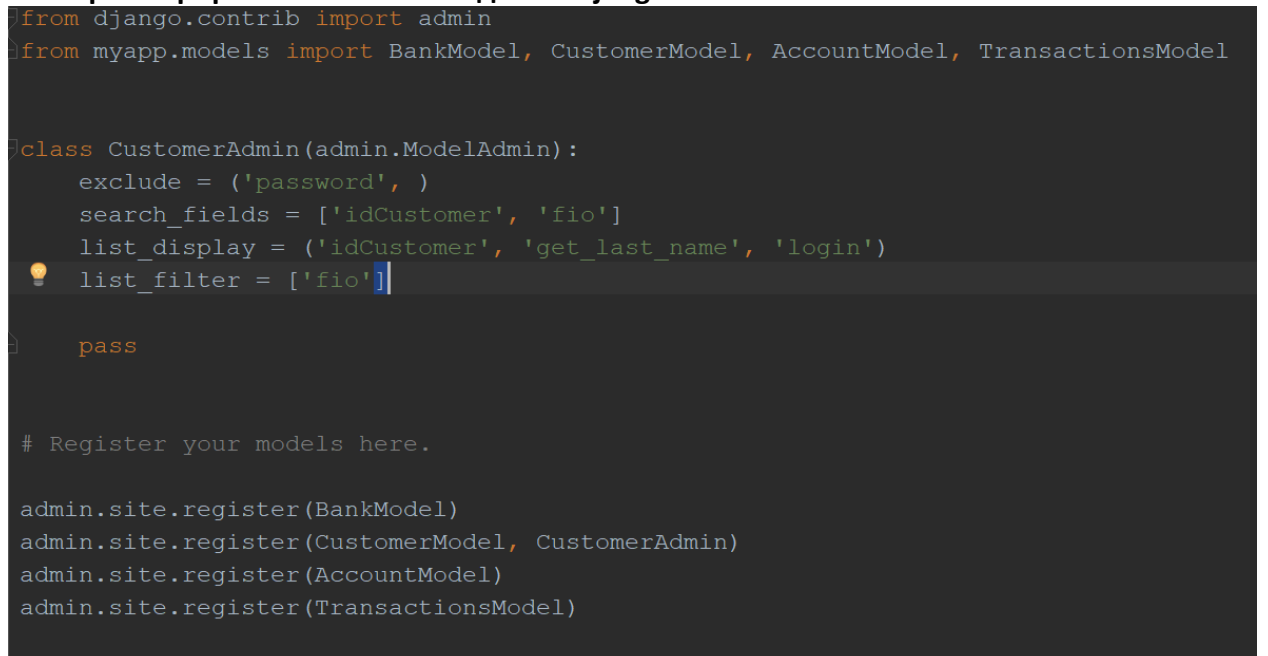 from django.contrib import admin
from myapp.models import BankModel, CustomerModel, AccountModel, TransactionsModel
class CustomerAdmin(admin.ModelAdmin):
    exclude = ('password', )
    search_fields = ['idCustomer', 'fio']
    list_display = ('idCustomer', 'get_last_name', 'login')
    list_filter = ['fio']
    pass
# Register your models here.
admin.site.register(BankModel)
admin.site.register(CustomerModel, CustomerAdmin)
admin.site.register(AccountModel)
admin.site.register(TransactionsModel)